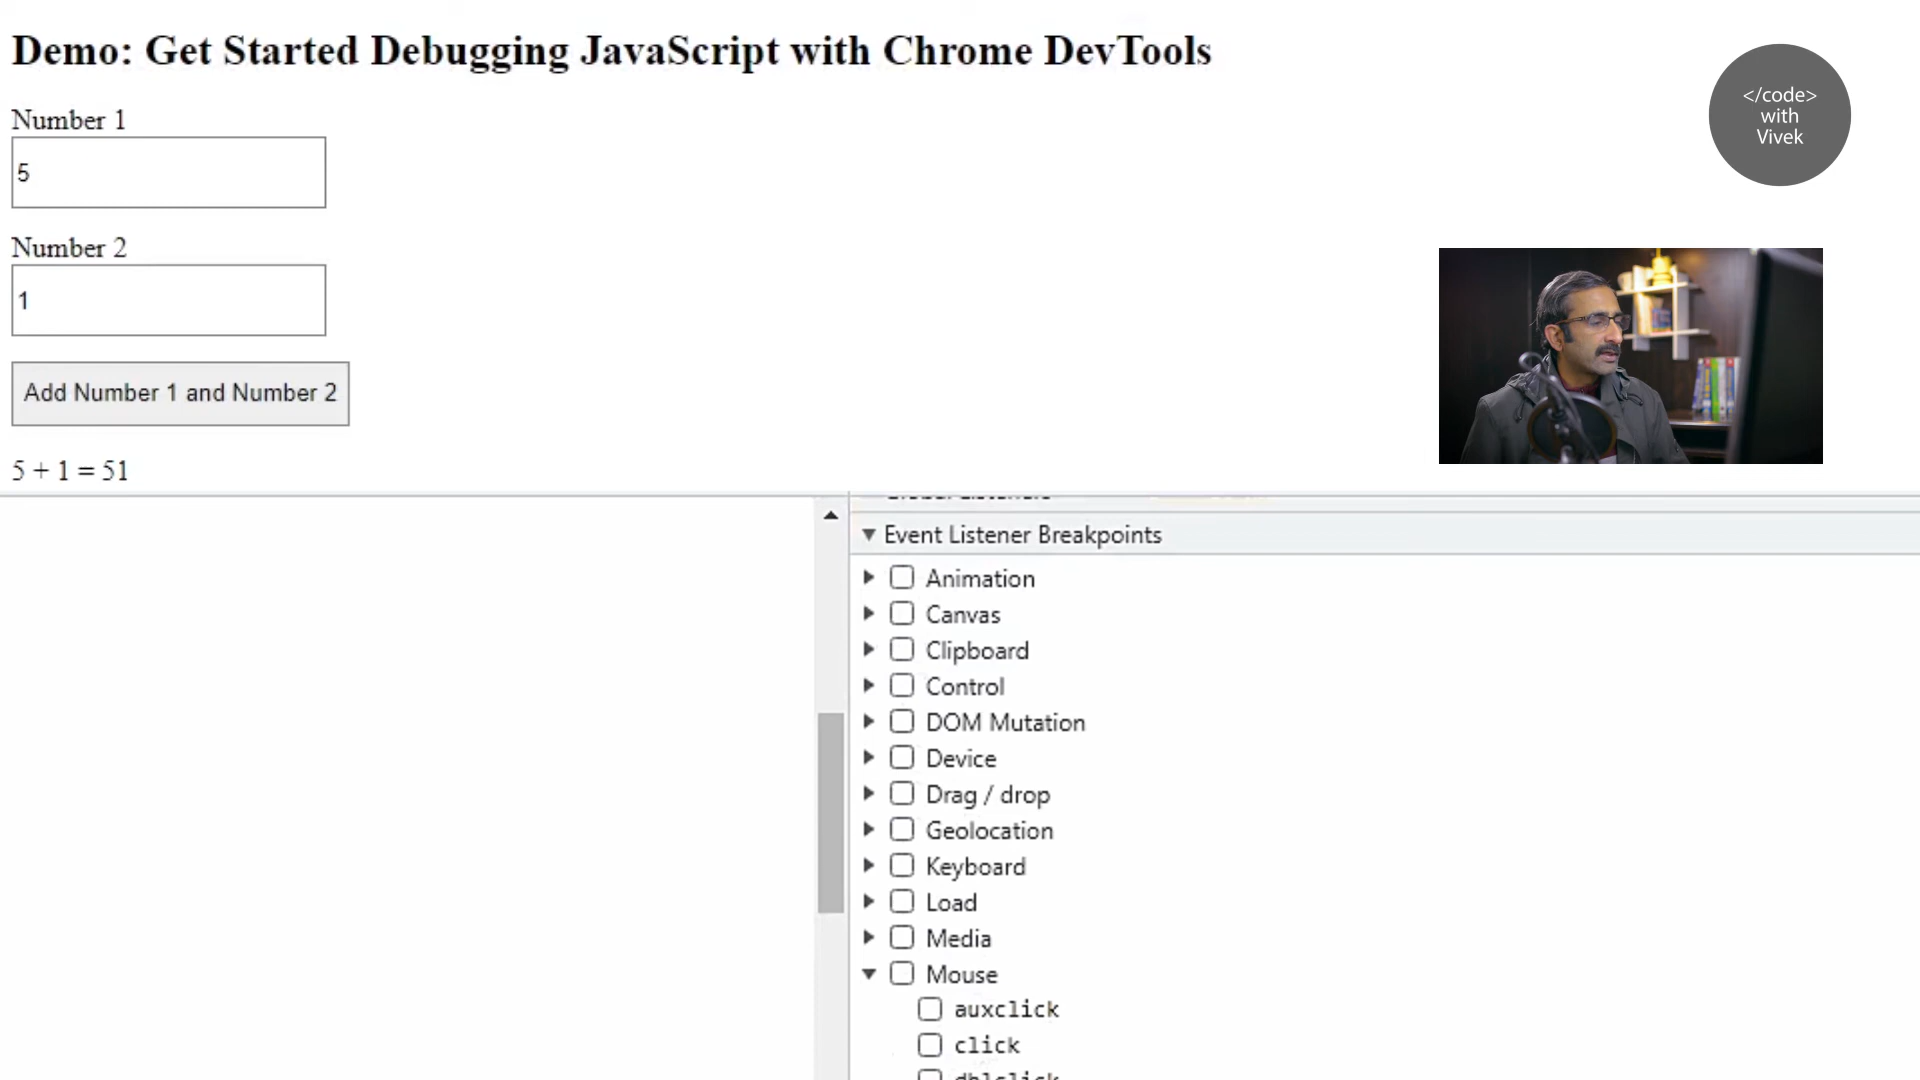 Demo: Get Started Debugging JavaScript with Chrome DevTools
</code>
with
Vivek
Number 1
5
Number 2
1
Add Number 1 and Number 2
5 + 1 = 51
Event Listener Breakpoints
Animation
Canvas
Clipboard
Control
DOM Mutation
Device
Drag / drop
Geolocation
Keyboard
Load
Media
Mouse
auxclick
click